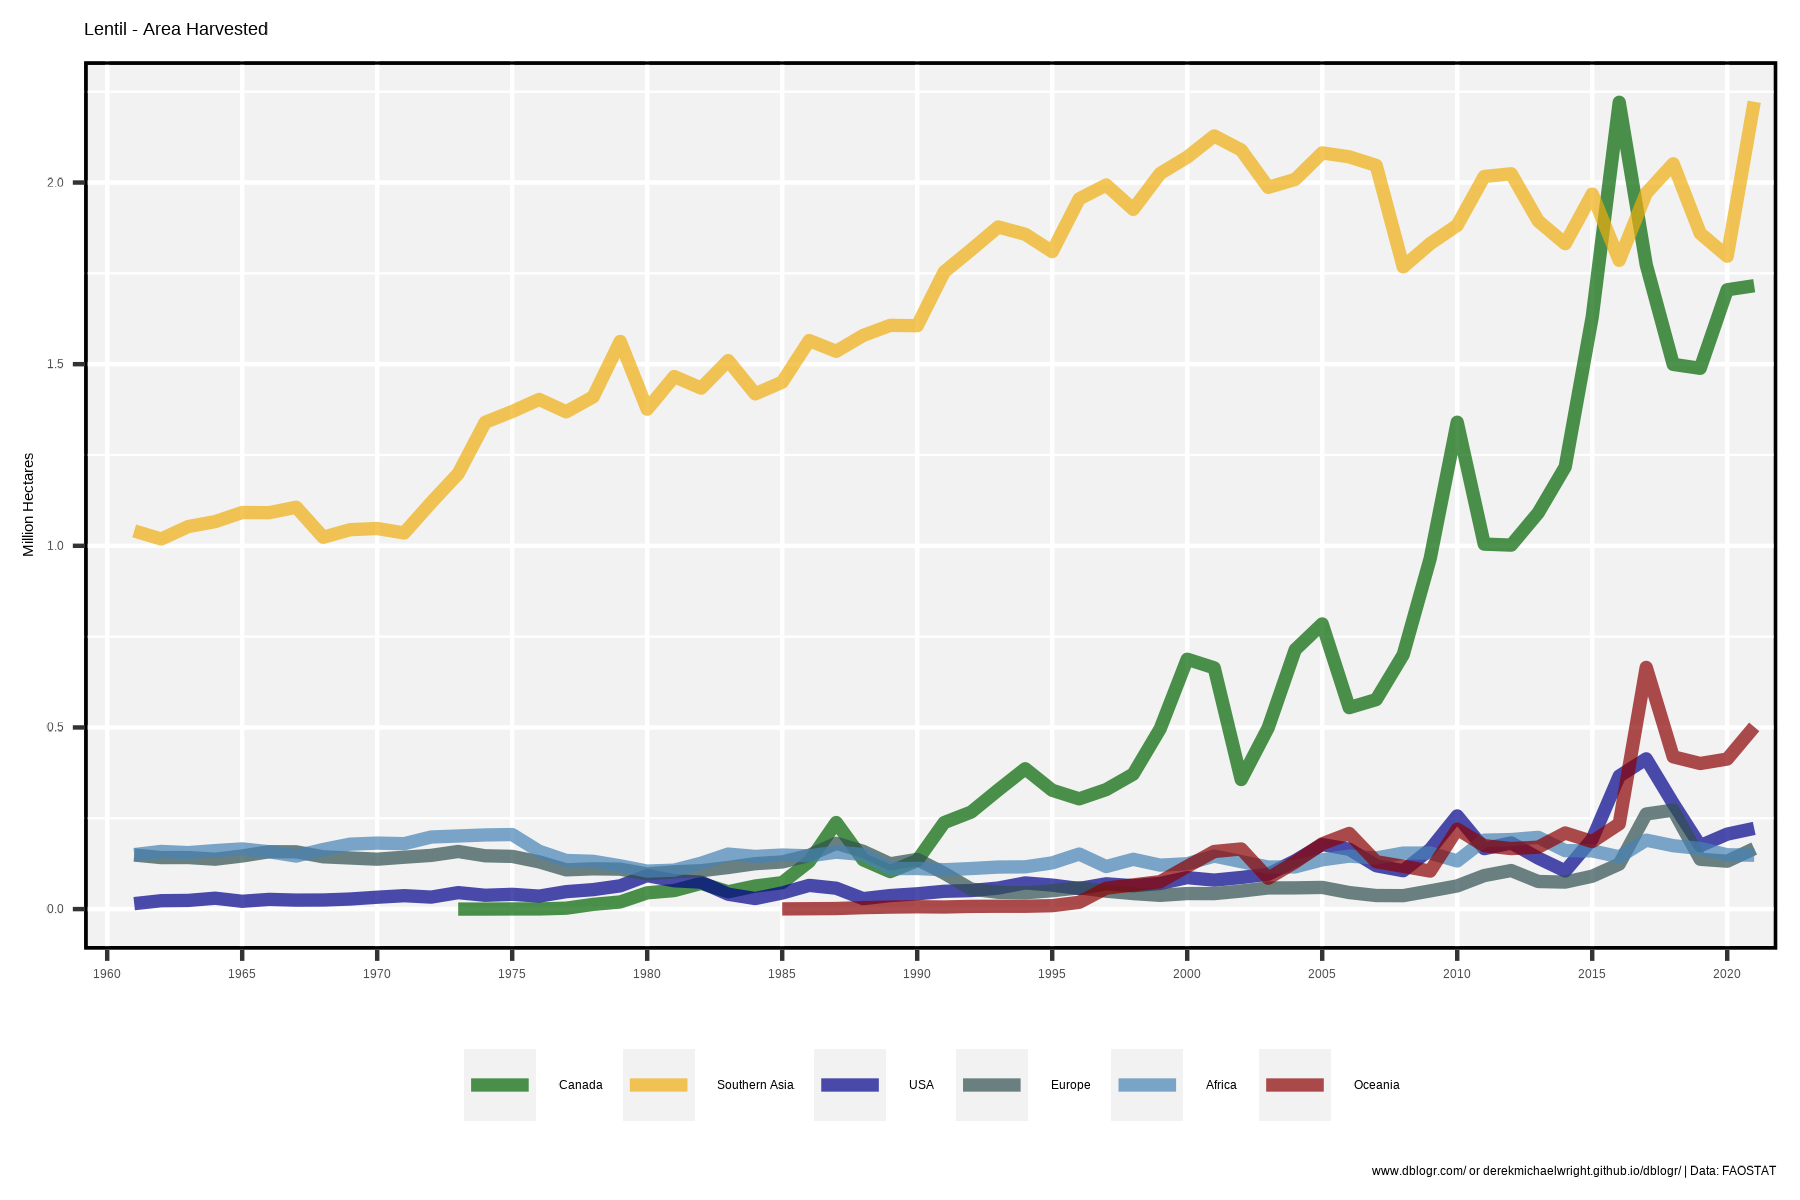 Lentil - Area Harvested
Million Hectares
2.0
1.5
1.0
0.5
0.0
1960 1965 1970 1975 1980 1985 1990 1995 2000 2005 2010 2015 2020
Canada Southern Asia USA Europe Africa Oceania
www.dblogr.com/ or derekmichaelwright.github.io/dblogr/ | Data: FAOSTAT